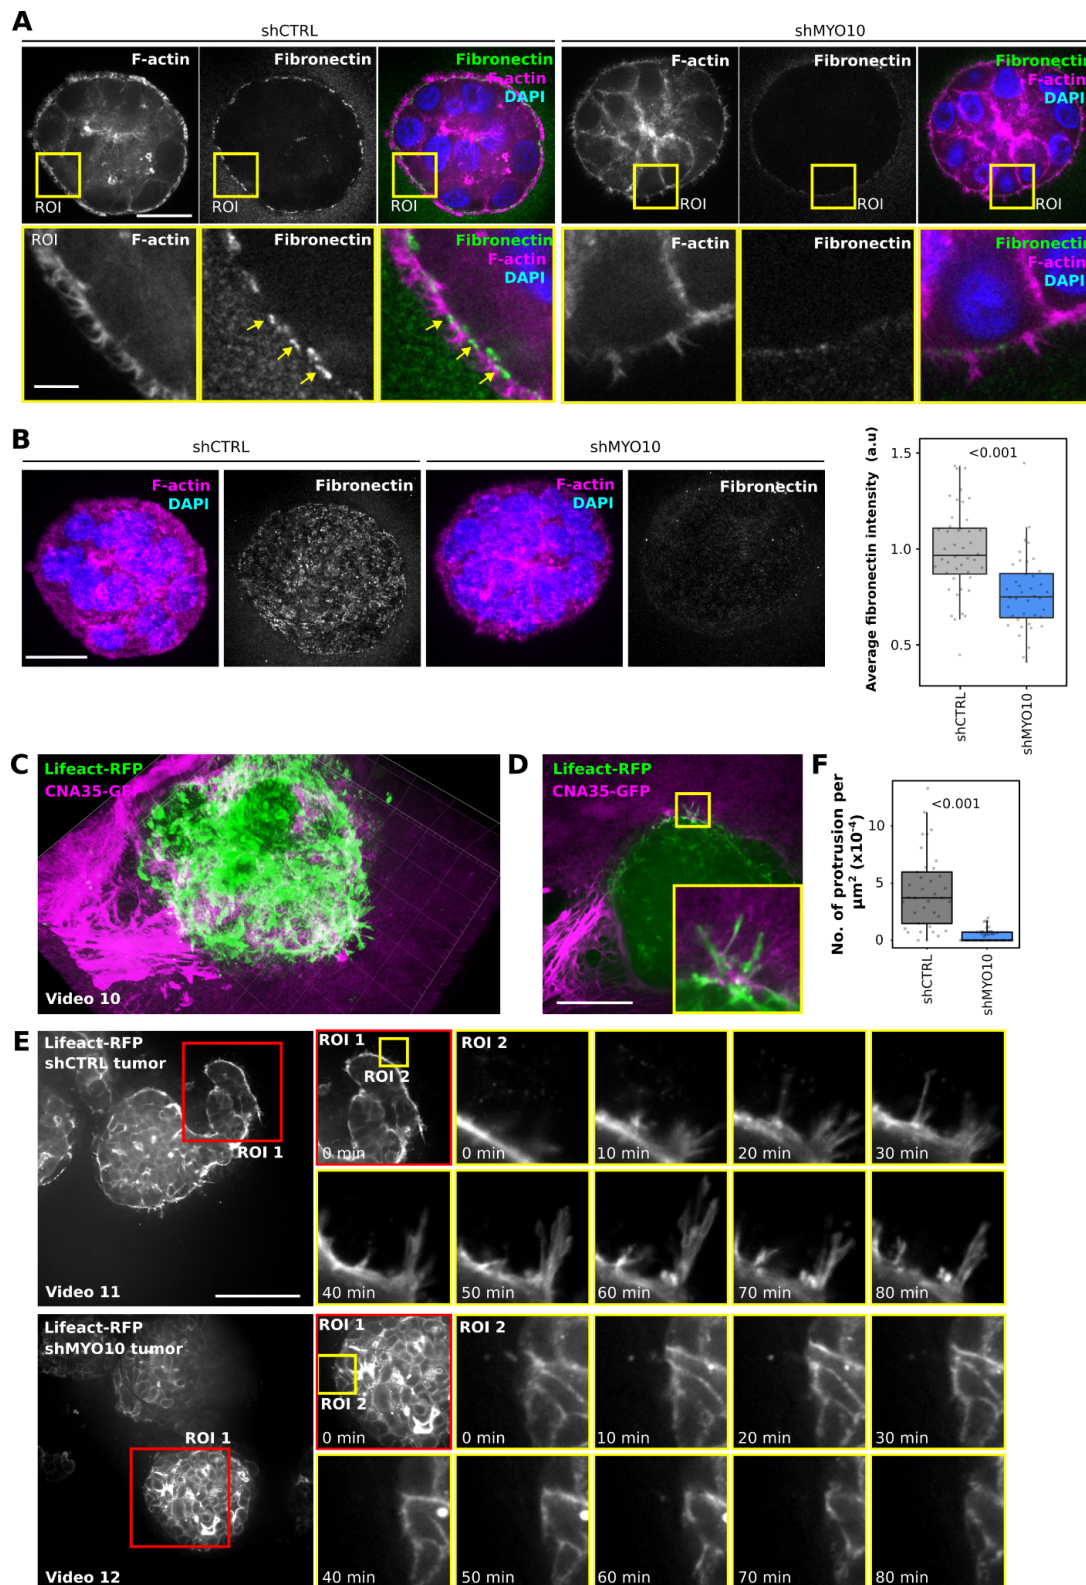 A
shCTRL
shMYO10
F-actin
Fibronectin
Fibronectin
F-actin
DAPI
F-actin
Fibronectin
Fibronectin
F-actin
DAPI
ROI
ROI
ROI
ROI
ROI
ROI
ROI
F-actin
Fibronectin
Fibronectin
F-actin
DAPI
F-actin
Fibronectin
Fibronectin
F-actin
DAPI
B
shCTRL
shMYO10
F-actin
DAPI
Fibronectin
F-actin
DAPI
Fibronectin
Average fibronectin intensity (a.u)
1.5
1.0
0.5
<0.001
shCTRL
shMYO10
C
Lifeact-RFP
CNA35-GFP
Video 10
D
Lifeact-RFP
CNA35-GFP
F
No. of protrusion per
µm² (x10⁻⁴)
10
5
0
<0.001
shCTRL
shMYO10
E
Lifeact-RFP
shCTRL tumor
ROI 1
Video 11
ROI 1
ROI 2
0 min
ROI 2
0 min
10 min
20 min
30 min
40 min
50 min
60 min
70 min
80 min
Lifeact-RFP
shMYO10 tumor
ROI 1
Video 12
ROI 1
ROI 2
0 min
ROI 2
0 min
10 min
20 min
30 min
40 min
50 min
60 min
70 min
80 min